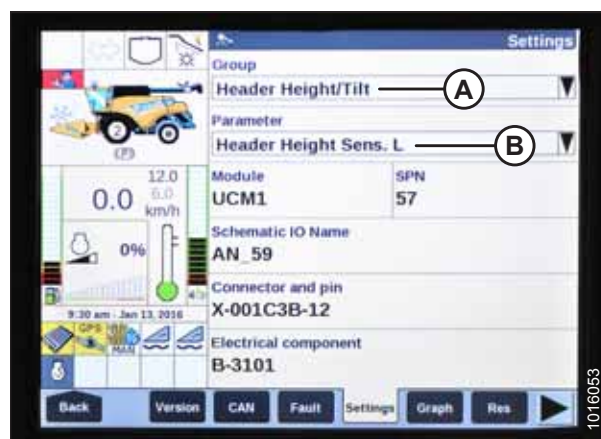 Settings
Group
Header Height/Tilt
A
Parameter
Header Height Sens. L
B
2
(P)
12.0
6.0
0.0 km/h
Module SPN
UCM1 57
0%
Schematic IO Name
AN_59
Connector and pin
X-001C3B-12
9:30 am - Jan 13, 2016
GPS
MAN
Electrical component
B-3101
Back Version CAN Fault Settings Graph Res
1016053